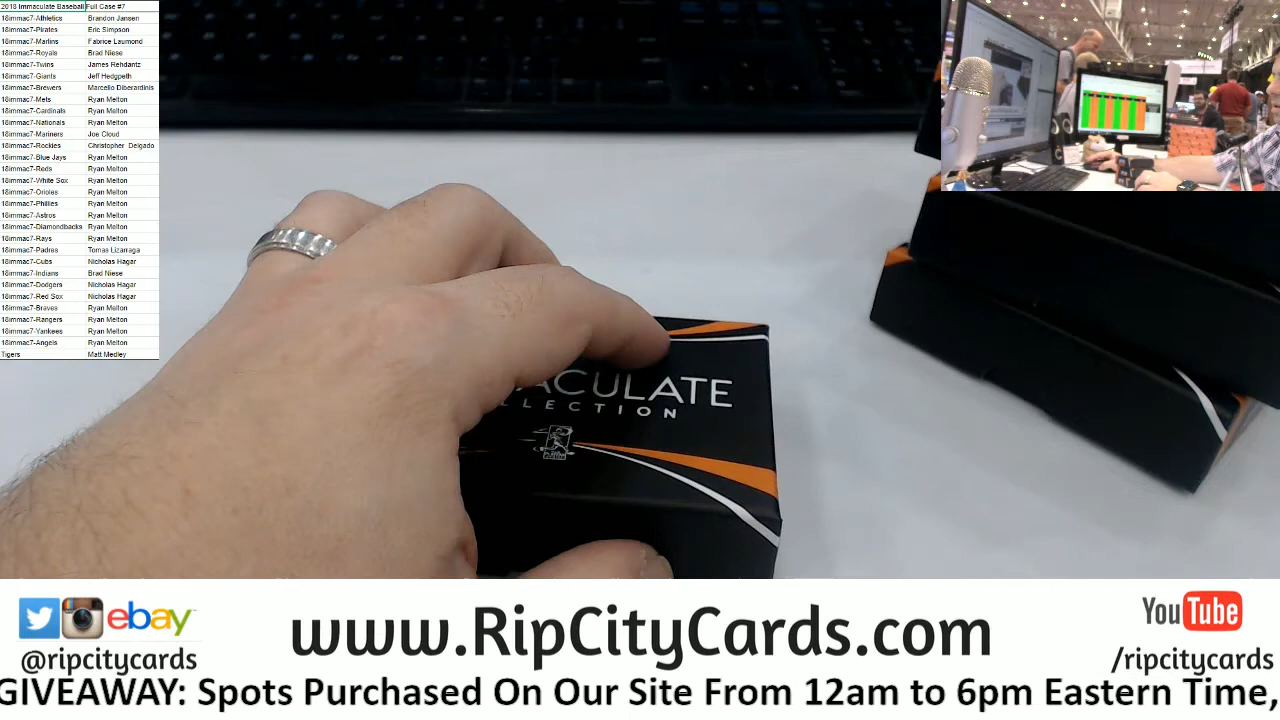 2018 Immaculate Baseball Full Case #7
18immac7-Athletics Brandon Jansen
18immac7-Pirates Eric Simpson
18immac7-Marlins Fabrice Laumond
18immac7-Royals Brad Niese
18immac7-Twins James Rehdantz
18immac7-Giants Jeff Hedgpeth
18immac7-Brewers Marcello Diberardinis
18immac7-Mets Ryan Melton
18immac7-Cardinals Ryan Melton
18immac7-Nationals Ryan Melton
18immac7-Mariners Joe Cloud
18immac7-Rockies Christopher Delgado
18immac7-Blue Jays Ryan Melton
18immac7-Reds Ryan Melton
18immac7-White Sox Ryan Melton
18immac7-Orioles Ryan Melton
18immac7-Phillies Ryan Melton
18immac7-Astros Ryan Melton
18immac7-Diamondbacks Ryan Melton
18immac7-Rays Ryan Melton
18immac7-Padres Tomas Lizarraga
18immac7-Cubs Nicholas Hagar
18immac7-Indians Brad Niese
18immac7-Dodgers Nicholas Hagar
18immac7-Red Sox Nicholas Hagar
18immac7-Braves Ryan Melton
18immac7-Rangers Ryan Melton
18immac7-Yankees Ryan Melton
18immac7-Angels Ryan Melton
Tigers Matt Medley
ACULATE
LLECTION
ebay
@ripcitycards
www.RipCityCards.com
YouTube
/ripcitycards
GIVEAWAY: Spots Purchased On Our Site From 12am to 6pm Eastern Time,